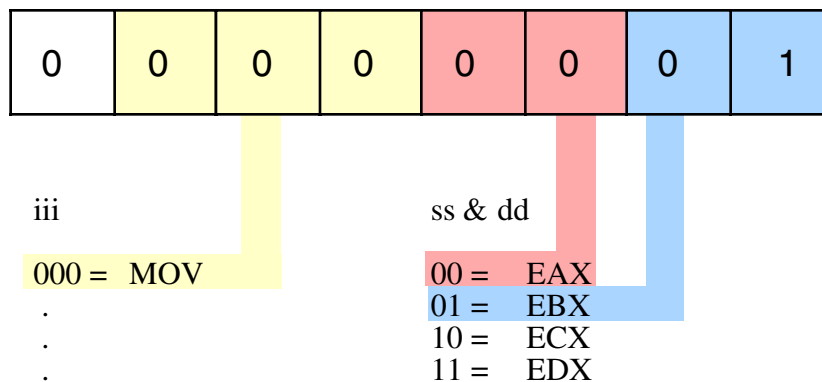 0 0 0 0 0 0 0 1
iii ss & dd
000 = MOV 00 = EAX
. 01 = EBX
. 10 = ECX
. 11 = EDX